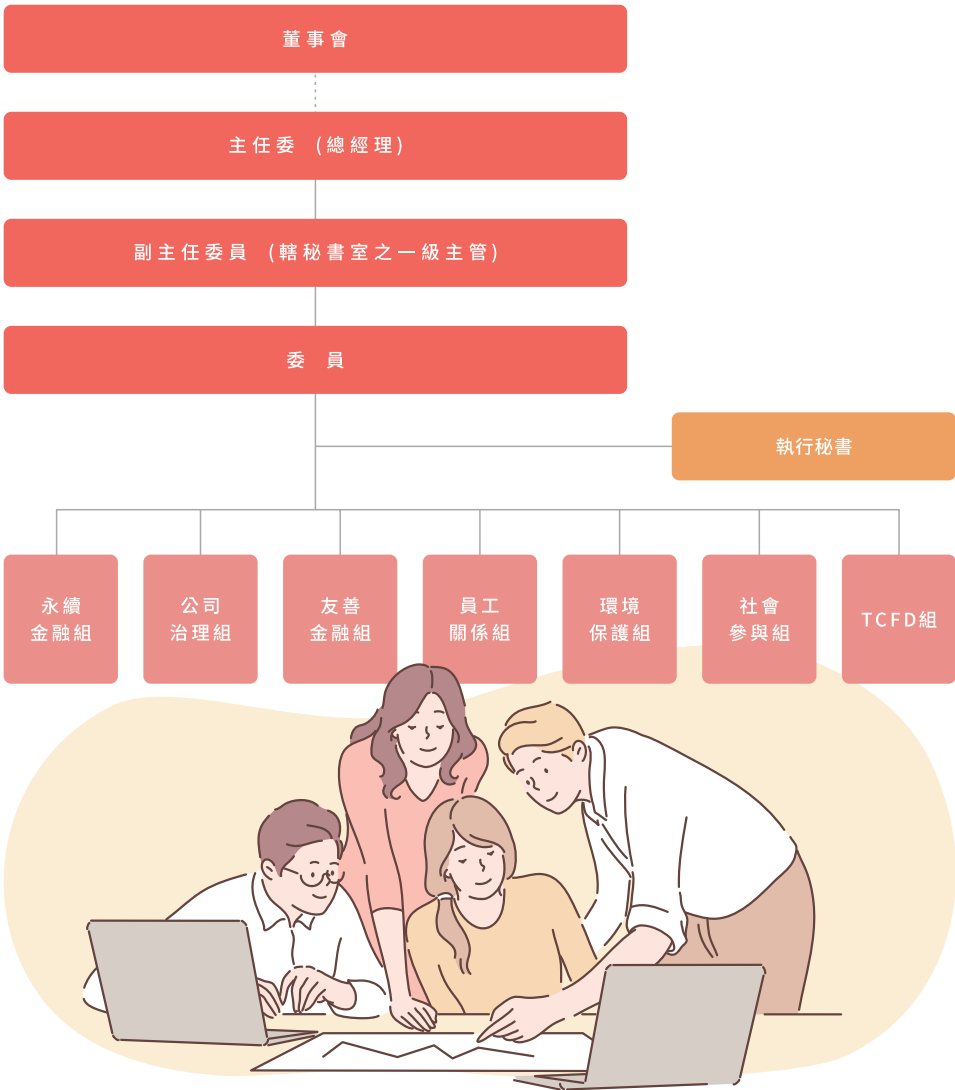 董事會
主任委 (總經理)
副主任委員 (轄秘書室之一級主管)
委 員
執行秘書
永續
金融組
公司
治理組
友善
金融組
員工
關係組
環境
保護組
社會
參與組
TCFD組